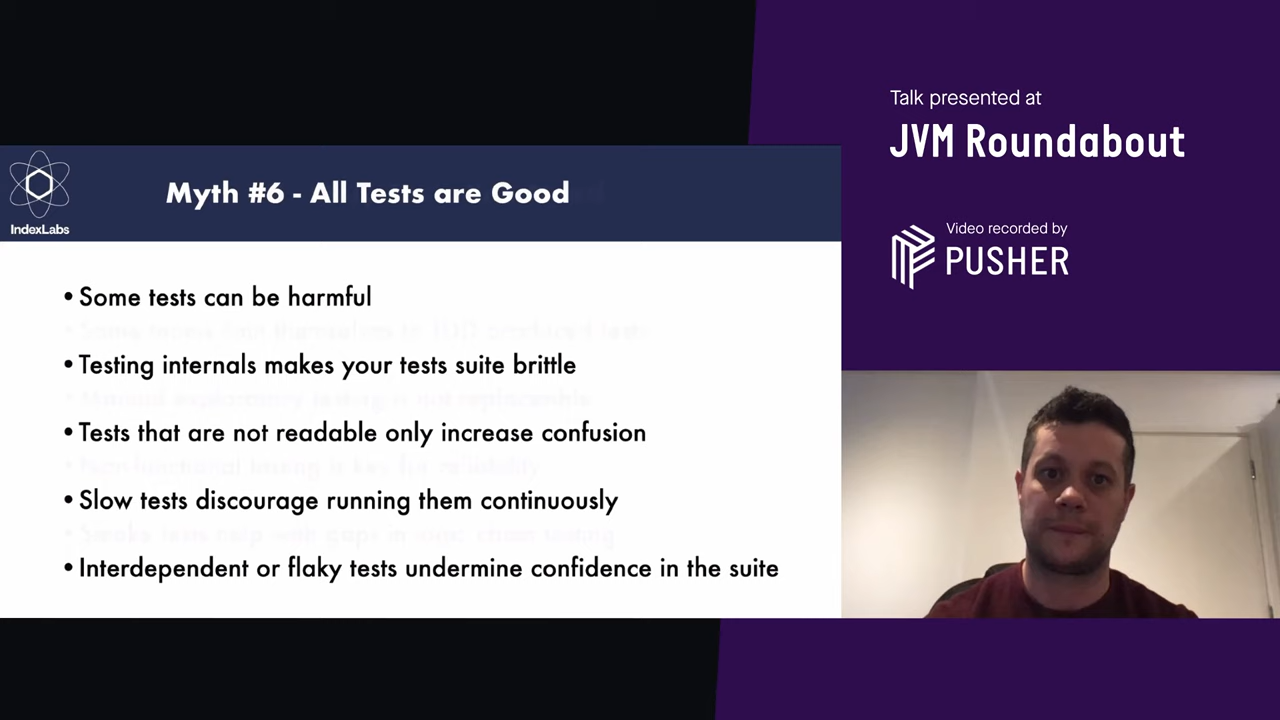 Talk presented at
JVM Roundabout
Video recorded by
PUSHER
IndexLabs
Myth #6 - All Tests are Good
•Some tests can be harmful
•Testing internals makes your tests suite brittle
•Tests that are not readable only increase confusion
•Slow tests discourage running them continuously
•Interdependent or flaky tests undermine confidence in the suite